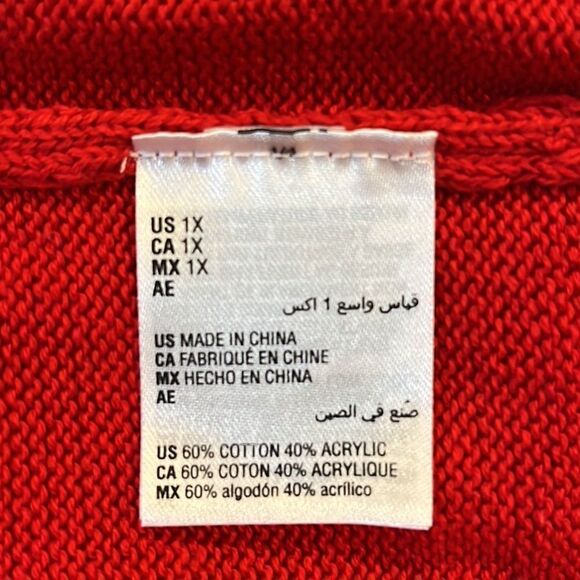 US 1X
CA 1X
MX 1X
AE
قياس واسع 1 اكس
US MADE IN CHINA
CA FABRIQUÉ EN CHINE
MX HECHO EN CHINA
AE
صُنع في الصين
US 60% COTTON 40% ACRYLIC
CA 60% COTON 40% ACRYLIQUE
MX 60% algodón 40% acrílico